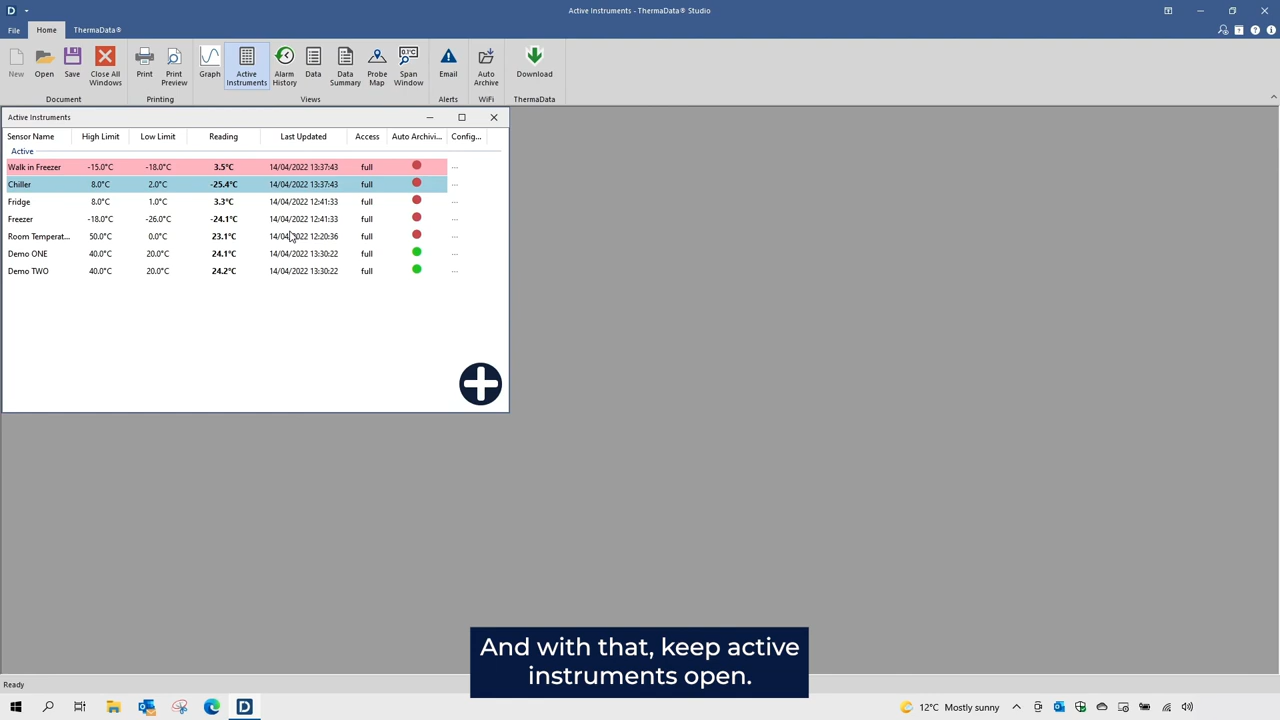 D
Active Instruments - ThermaData® Studio
File Home ThermaData®
New Open Save Close All Windows Print Print Preview Graph Active Instruments Alarm History Data Data Summary Probe Map 0.1°C Span Window Email Auto Archive Download
Document Printing Views Alerts WiFi ThermaData
Active Instruments
Sensor Name High Limit Low Limit Reading Last Updated Access Auto Archivi... Config...
Active
Walk in Freezer -15.0°C -18.0°C 3.5°C 14/04/2022 13:37:43 full ...
Chiller 8.0°C 2.0°C -25.4°C 14/04/2022 13:37:43 full ...
Fridge 8.0°C 1.0°C 3.3°C 14/04/2022 12:41:33 full ...
Freezer -18.0°C -26.0°C -24.1°C 14/04/2022 12:41:33 full ...
Room Temperat... 50.0°C 0.0°C 23.1°C 14/04/2022 12:20:36 full ...
Demo ONE 40.0°C 20.0°C 24.1°C 14/04/2022 13:30:22 full ...
Demo TWO 40.0°C 20.0°C 24.2°C 14/04/2022 13:30:22 full ...
And with that, keep active
instruments open.
Ready
D
12°C Mostly sunny